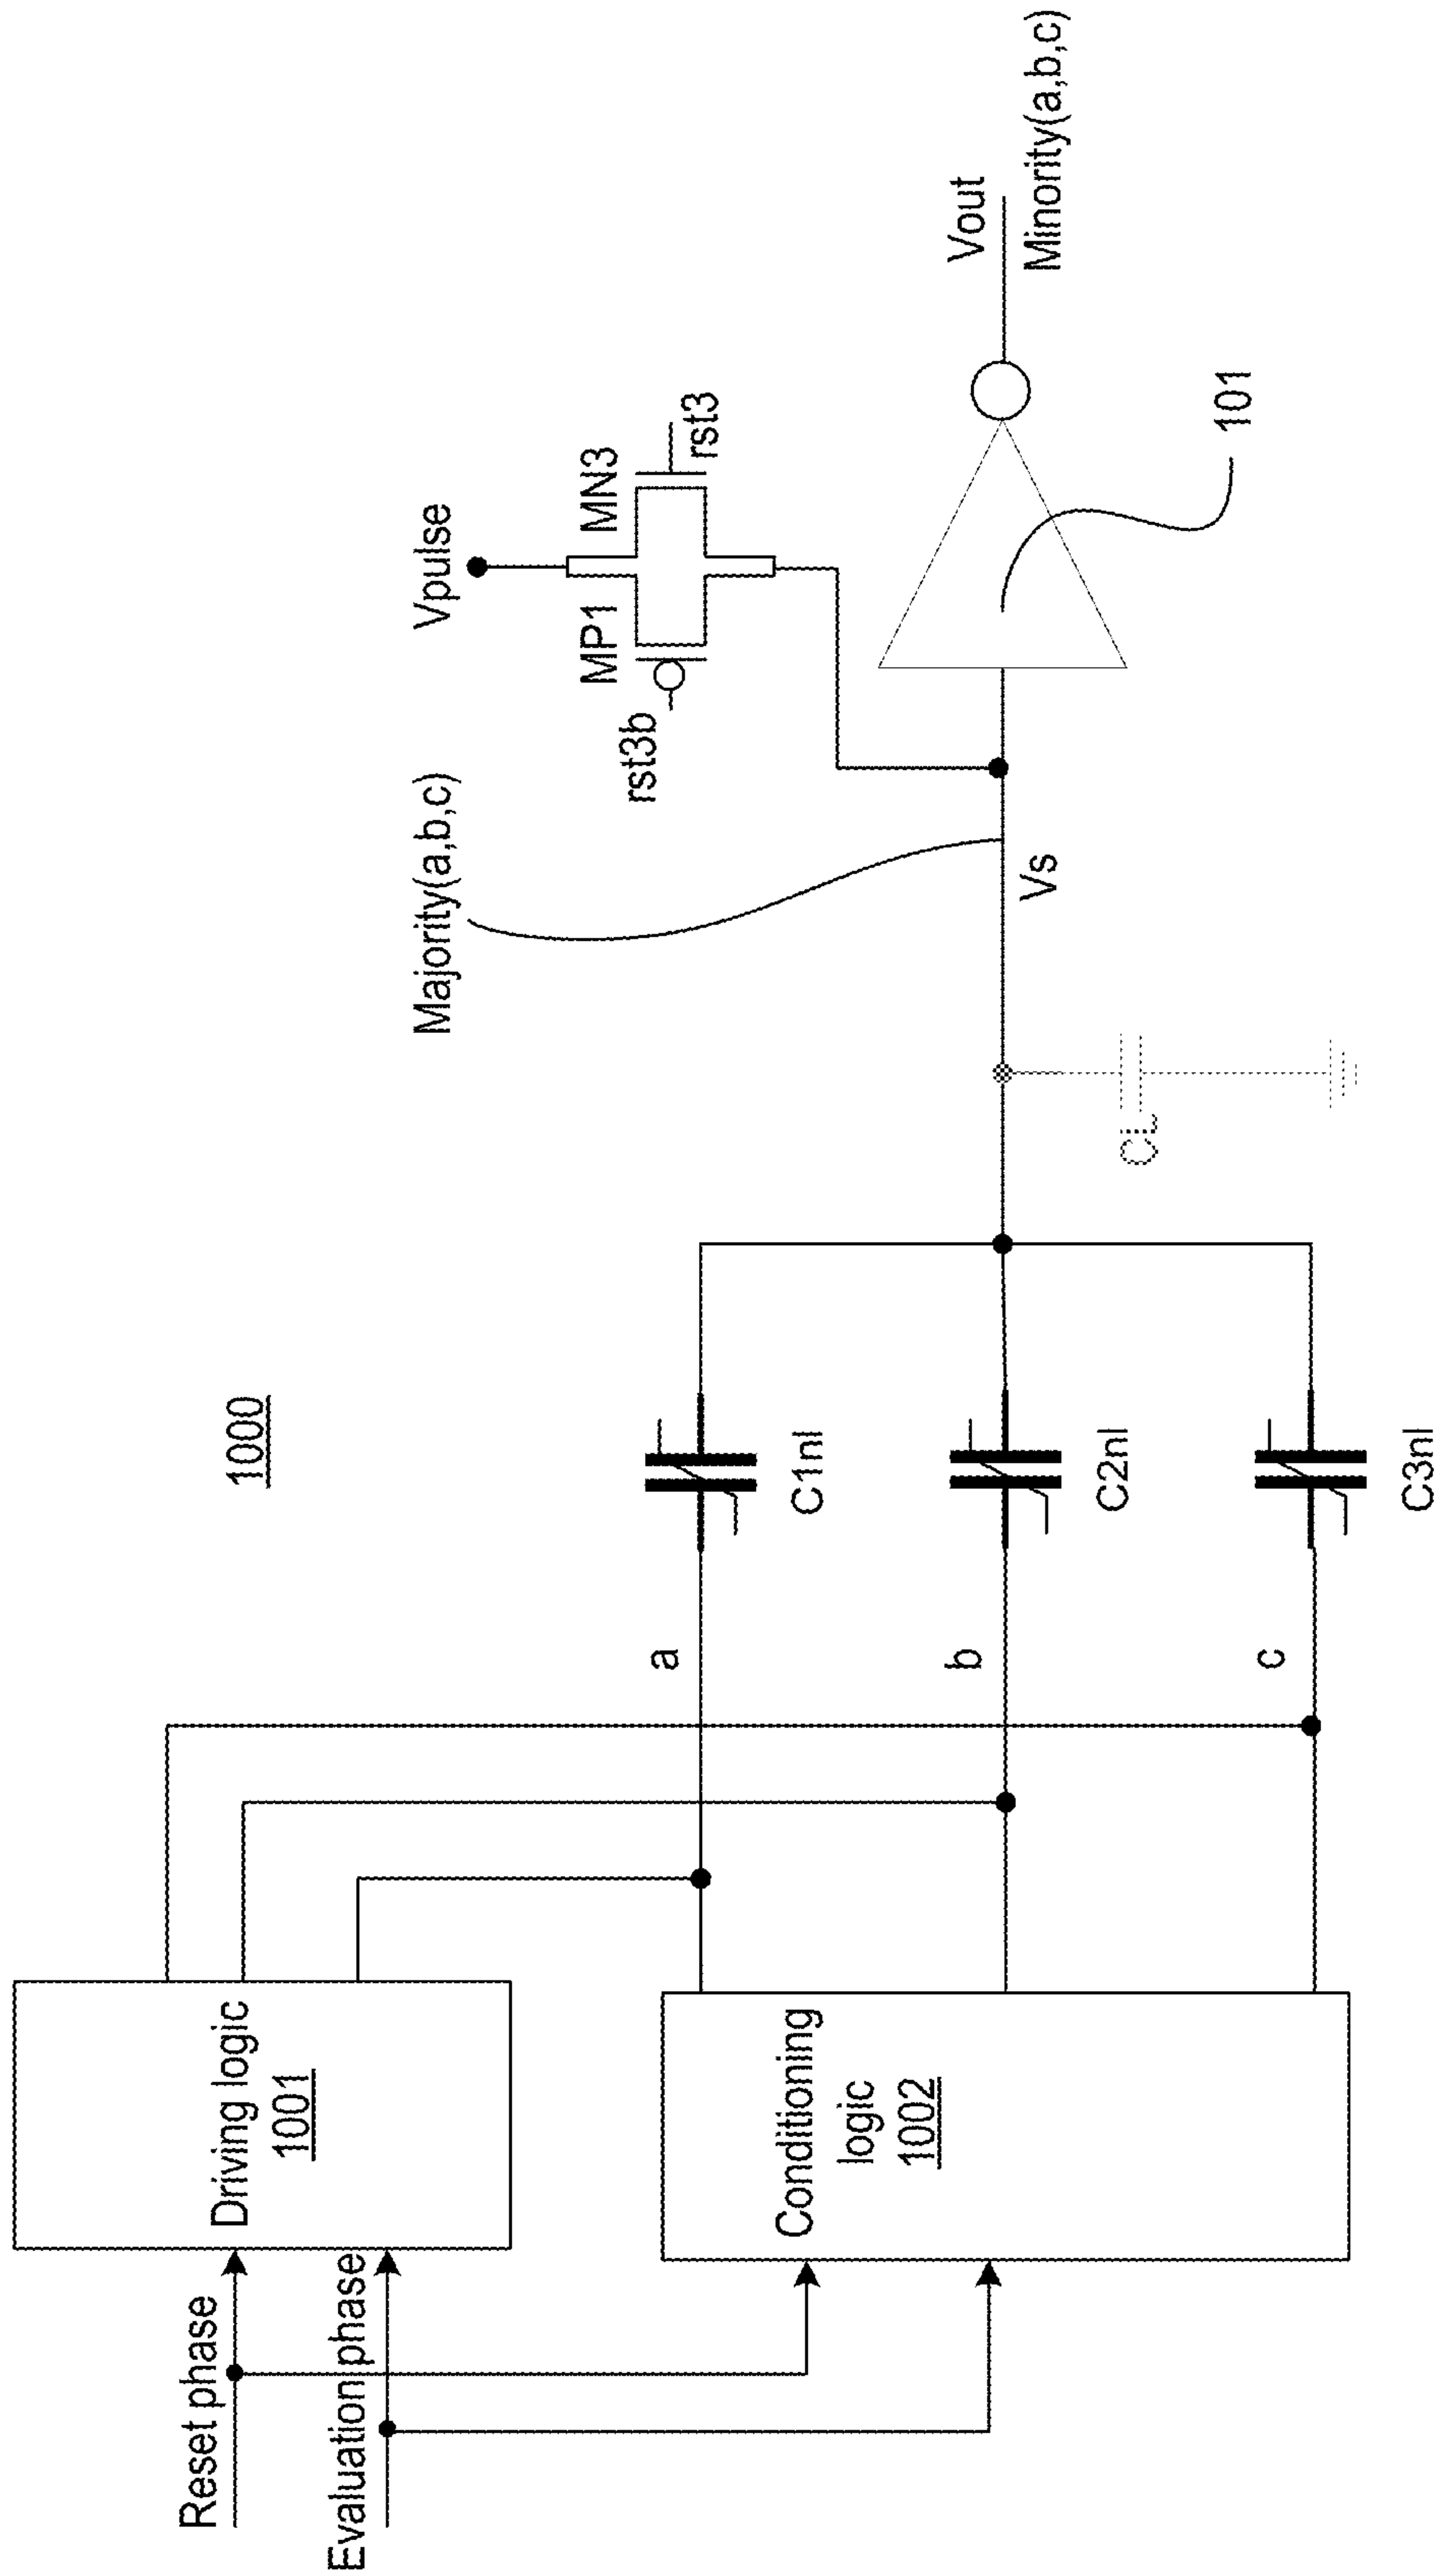 1000
Reset phase
Evaluation phase
Driving logic
1001
Conditioning
logic
1002
a
b
c
C1nl
C2nl
C3nl
CL
Majority(a,b,c)
Vs
Vpulse
MP1
MN3
rst3b
rst3
101
Vout
Minority(a,b,c)